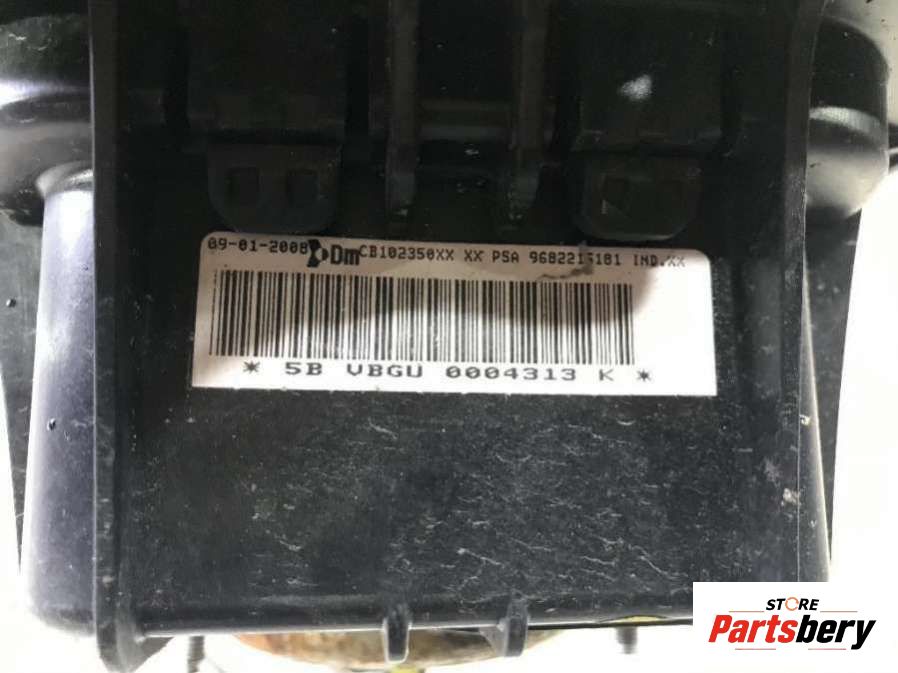 09-01-2008 Dm CB102350XX XX PSA 9682215181 IND.XX
* 5B VBGU 0004313 K *
STORE
Partsbery